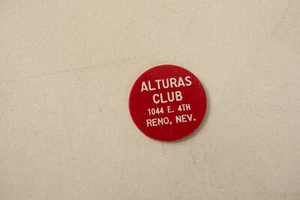 ALTURAS
CLUB
1044 E. 4TH
RENO, NEV.